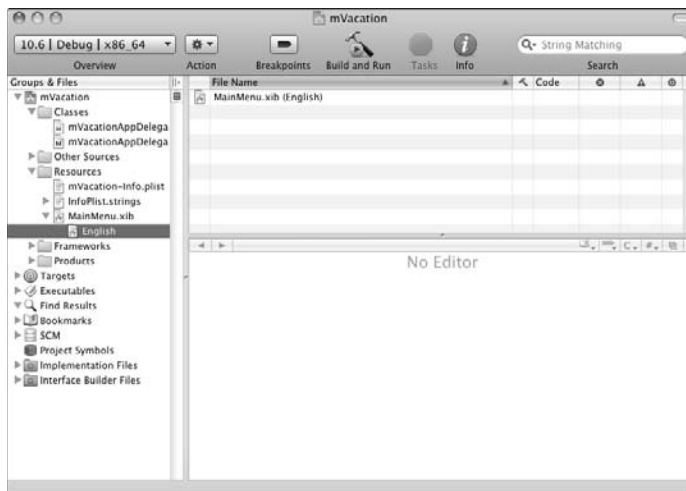 mVacation
10.6 | Debug | x86_64
Overview
Action
Breakpoints
Build and Run
Tasks
Info
String Matching
Search
Groups & Files
File Name
Code
mVacation
Classes
mVacationAppDelega
mVacationAppDelega
Other Sources
Resources
mVacation-Info.plist
InfoPlist.strings
MainMenu.xib
English
Frameworks
Products
Targets
Executables
Find Results
Bookmarks
SCM
Project Symbols
Implementation Files
Interface Builder Files
MainMenu.xib (English)
C, #,
No Editor